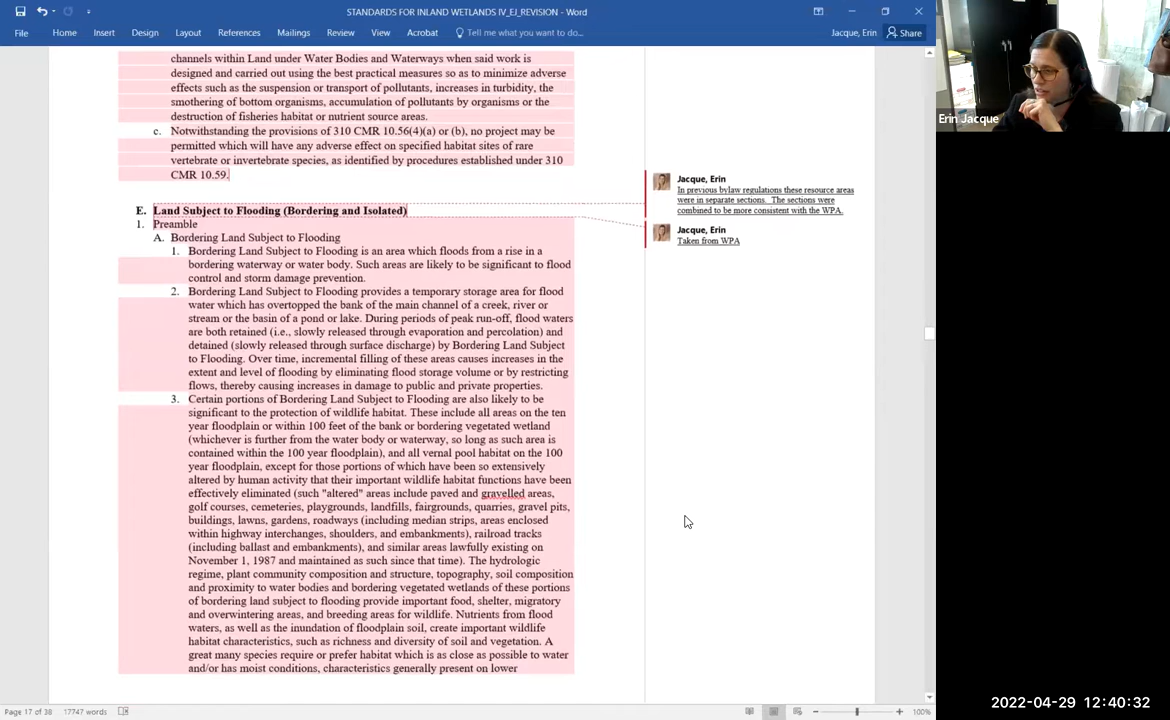 STANDARDS FOR INLAND WETLANDS IV_EJ_REVISION - Word
File Home Insert Design Layout References Mailings Review View Acrobat Tell me what you want to do... Jacque, Erin Share
channels within Land under Water Bodies and Waterways when said work is
designed and carried out using the best practical measures so as to minimize adverse
effects such as the suspension or transport of pollutants, increases in turbidity, the
smothering of bottom organisms, accumulation of pollutants by organisms or the
destruction of fisheries habitat or nutrient source areas.
c. Notwithstanding the provisions of 310 CMR 10.56(4)(a) or (b), no project may be
permitted which will have any adverse effect on specified habitat sites of rare
vertebrate or invertebrate species, as identified by procedures established under 310
CMR 10.59.
E. Land Subject to Flooding (Bordering and Isolated)
1. Preamble
A. Bordering Land Subject to Flooding
1. Bordering Land Subject to Flooding is an area which floods from a rise in a
bordering waterway or water body. Such areas are likely to be significant to flood
control and storm damage prevention.
2. Bordering Land Subject to Flooding provides a temporary storage area for flood
water which has overtopped the bank of the main channel of a creek, river or
stream or the basin of a pond or lake. During periods of peak run-off, flood waters
are both retained (i.e., slowly released through evaporation and percolation) and
detained (slowly released through surface discharge) by Bordering Land Subject
to Flooding. Over time, incremental filling of these areas causes increases in the
extent and level of flooding by eliminating flood storage volume or by restricting
flows, thereby causing increases in damage to public and private properties.
3. Certain portions of Bordering Land Subject to Flooding are also likely to be
significant to the protection of wildlife habitat. These include all areas on the ten
year floodplain or within 100 feet of the bank or bordering vegetated wetland
(whichever is further from the water body or waterway, so long as such area is
contained within the 100 year floodplain), and all vernal pool habitat on the 100
year floodplain, except for those portions of which have been so extensively
altered by human activity that their important wildlife habitat functions have been
effectively eliminated (such "altered" areas include paved and gravelled areas,
golf courses, cemeteries, playgrounds, landfills, fairgrounds, quarries, gravel pits,
buildings, lawns, gardens, roadways (including median strips, areas enclosed
within highway interchanges, shoulders, and embankments), railroad tracks
(including ballast and embankments), and similar areas lawfully existing on
November 1, 1987 and maintained as such since that time). The hydrologic
regime, plant community composition and structure, topography, soil composition
and proximity to water bodies and bordering vegetated wetlands of these portions
of bordering land subject to flooding provide important food, shelter, migratory
and overwintering areas, and breeding areas for wildlife. Nutrients from flood
waters, as well as the inundation of floodplain soil, create important wildlife
habitat characteristics, such as richness and diversity of soil and vegetation. A
great many species require or prefer habitat which is as close as possible to water
and/or has moist conditions, characteristics generally present on lower
Jacque, Erin
In previous bylaw regulations these resource areas
were in separate sections. The sections were
combined to be more consistent with the WPA.
Jacque, Erin
Taken from WPA
Erin Jacque
Page 17 of 38 17747 words 100%
2022-04-29 12:40:32